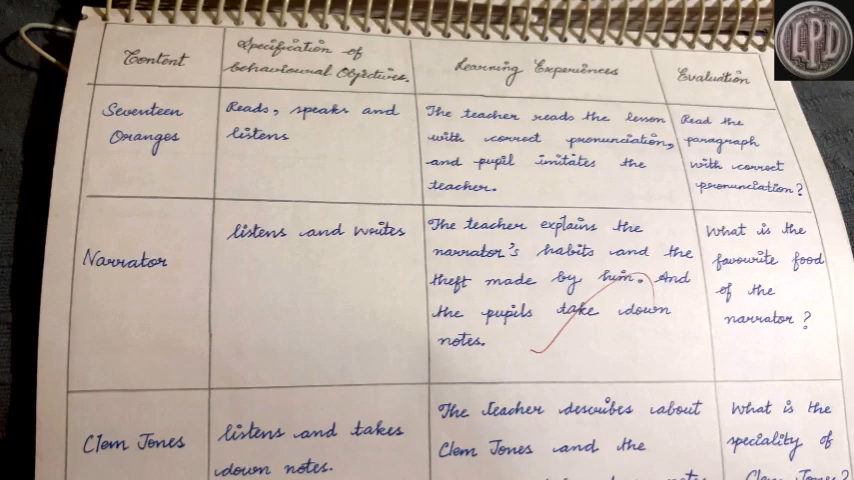 Content
Specification of
behavioural Objectives.
Learning Experiences
Evaluation
Seventeen
Oranges
Reads, speaks and
listens
The teacher reads the lesson
with correct pronunciation,
and pupil imitates the
teacher.
Read the
paragraph
with correct
pronunciation?
Narrator
listens and writes
The teacher explains the
narrator's habits and the
theft made by him. And
the pupils take down
notes.
What is the
favourite food
of the
narrator?
Clem Jones
listens and takes
down notes.
The teacher describes about
Clem Jones and the
notes
What is the
speciality of
Clem Jones?
LPD